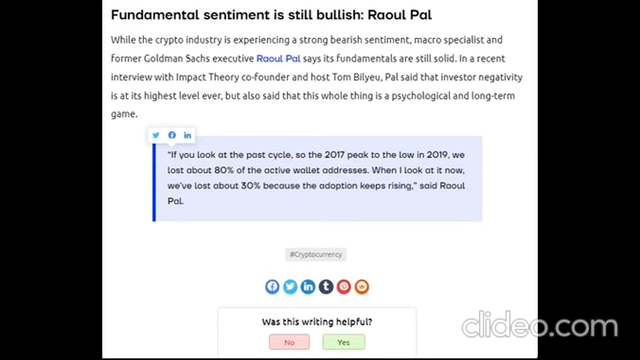 Fundamental sentiment is still bullish: Raoul Pal
While the crypto industry is experiencing a strong bearish sentiment, macro specialist and
former Goldman Sachs executive Raoul Pal says its fundamentals are still solid. In a recent
interview with Impact Theory co-founder and host Tom Bilyeu, Pal said that investor negativity
is at its highest level ever, but also said that this whole thing is a psychological and long-term
game.
"If you look at the past cycle, so the 2017 peak to the low in 2019, we
lost about 80% of the active wallet addresses. When I look at it now,
we've lost about 30% because the adoption keeps rising," said Raoul
Pal.
#Cryptocurrency
Was this writing helpful?
No Yes
clideo.com